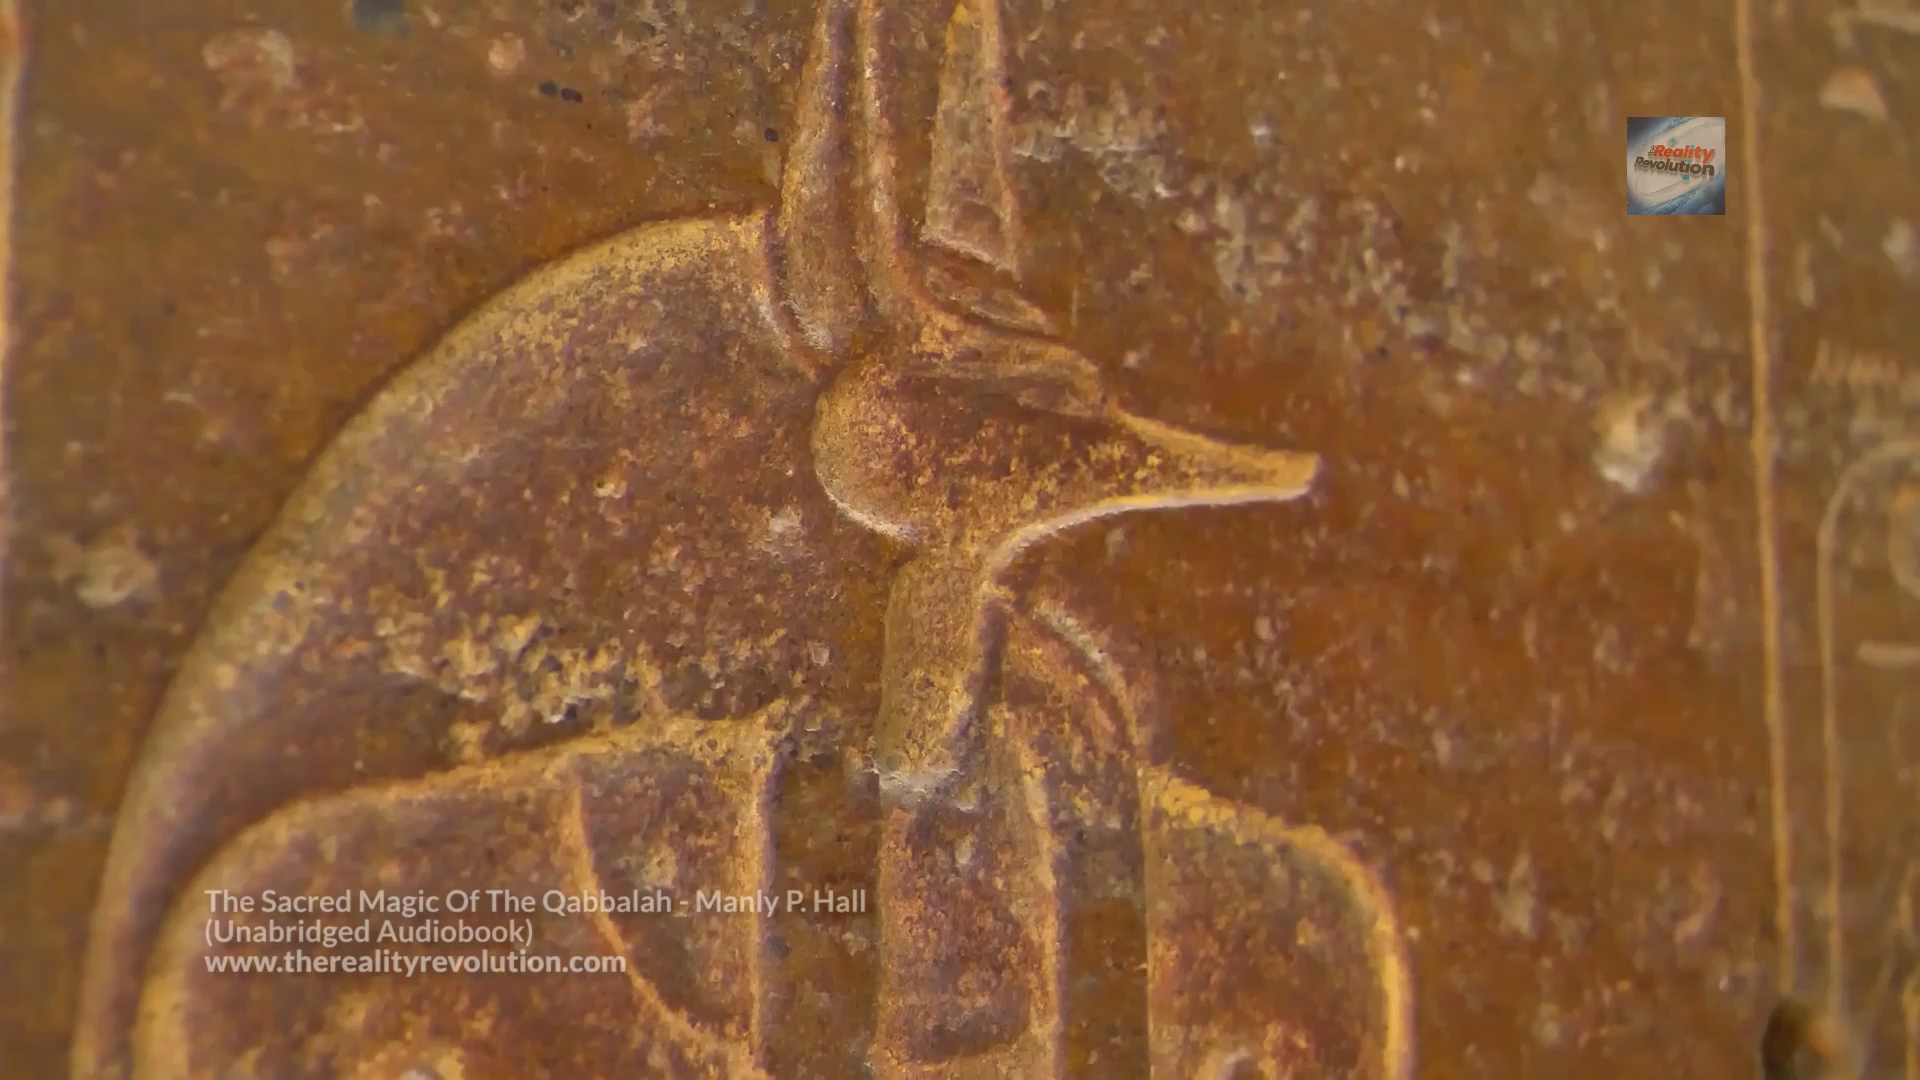 The Reality
Revolution
The Sacred Magic Of The Qabbalah - Manly P. Hall
(Unabridged Audiobook)
www.therealityrevolution.com